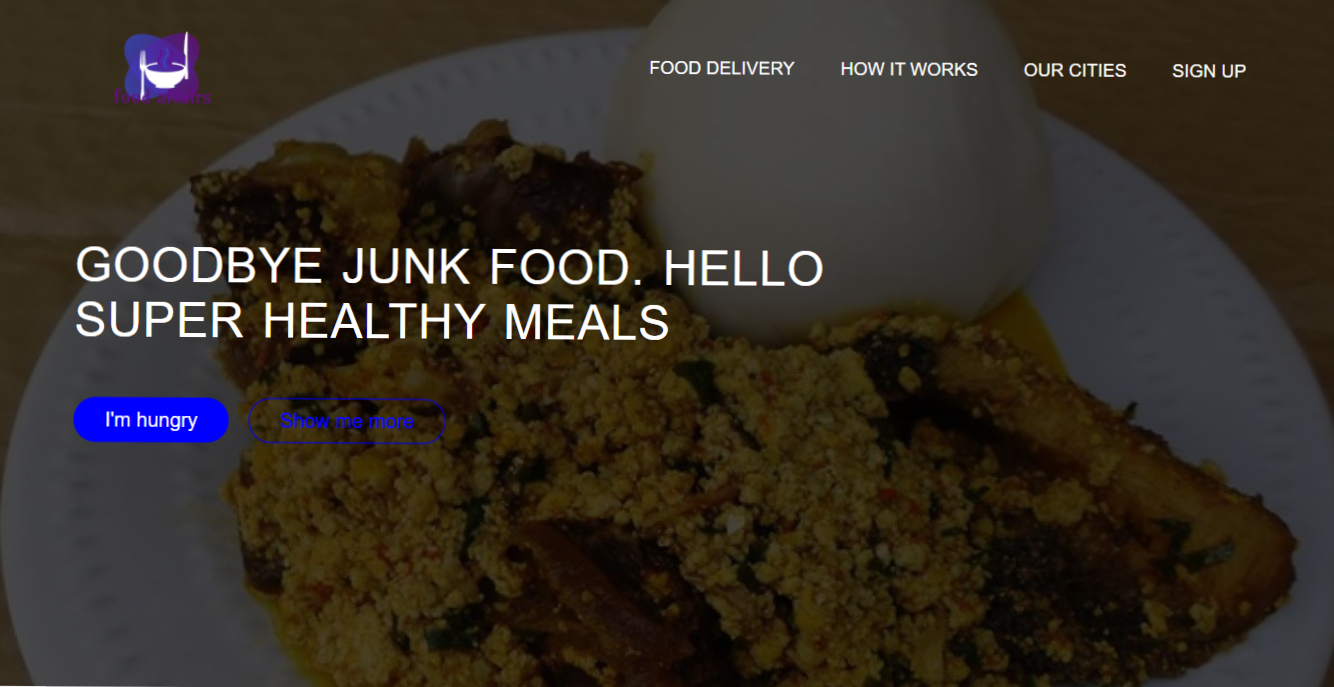 food affairs
FOOD DELIVERY
HOW IT WORKS
OUR CITIES
SIGN UP
GOODBYE JUNK FOOD. HELLO
SUPER HEALTHY MEALS
I'm hungry
Show me more